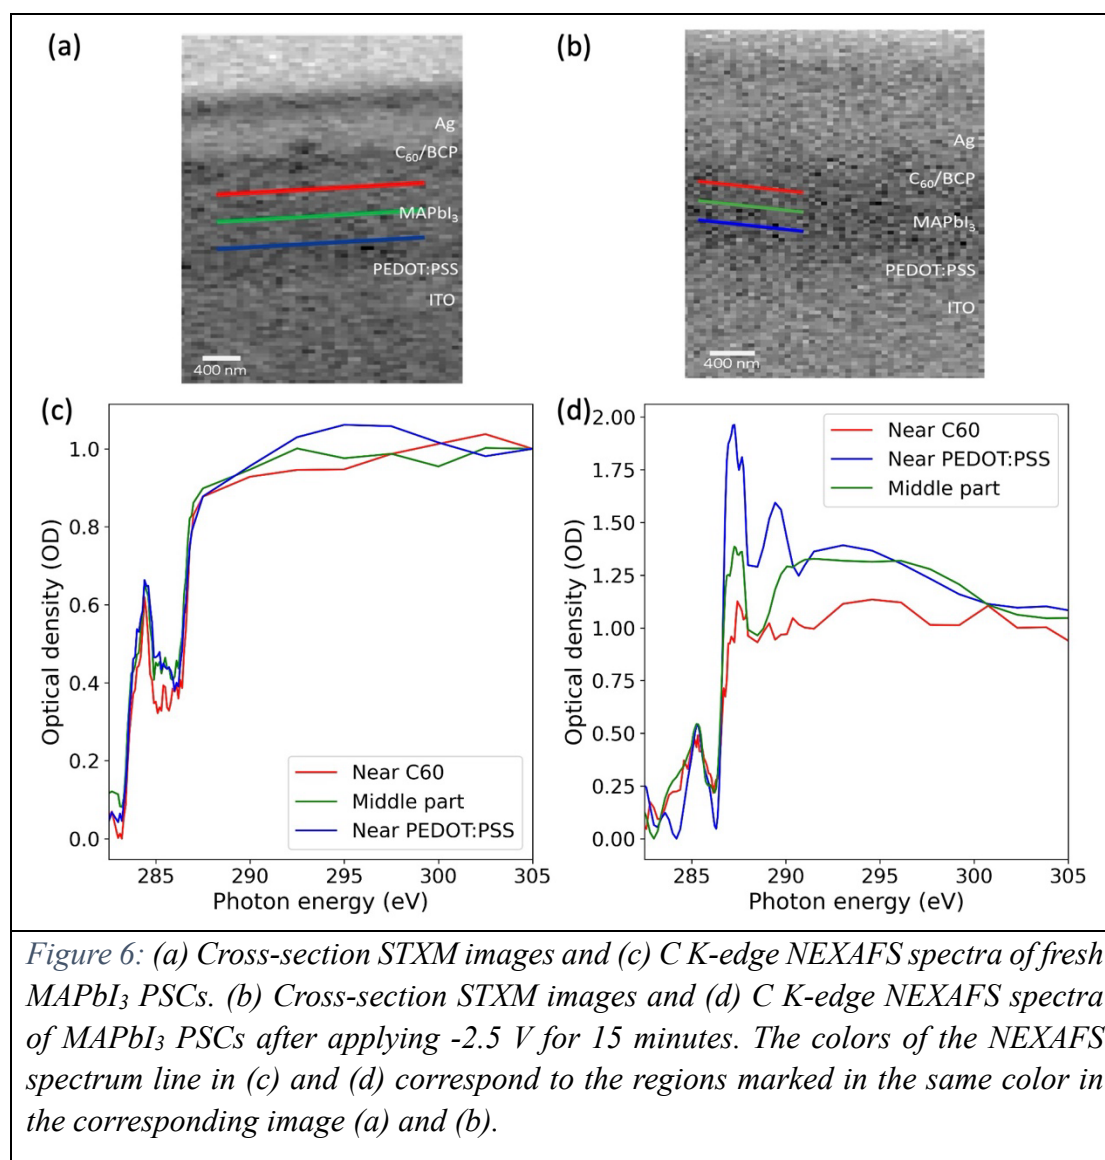 (a)
Ag
C₆₀/BCP
MAPbI₃
PEDOT:PSS
ITO
400 nm
(b)
Ag
C₆₀/BCP
MAPbI₃
PEDOT:PSS
ITO
400 nm
(c)
Optical density (OD)
1.0
0.8
0.6
0.4
0.2
0.0
Near C60
Middle part
Near PEDOT:PSS
285 290 295 300 305
Photon energy (eV)
(d)
Optical density (OD)
2.00
1.75
1.50
1.25
1.00
0.75
0.50
0.25
0.00
Near C60
Near PEDOT:PSS
Middle part
285 290 295 300 305
Photon energy (eV)
Figure 6: (a) Cross-section STXM images and (c) C K-edge NEXAFS spectra of fresh
MAPbI₃ PSCs. (b) Cross-section STXM images and (d) C K-edge NEXAFS spectra
of MAPbI₃ PSCs after applying -2.5 V for 15 minutes. The colors of the NEXAFS
spectrum line in (c) and (d) correspond to the regions marked in the same color in
the corresponding image (a) and (b).